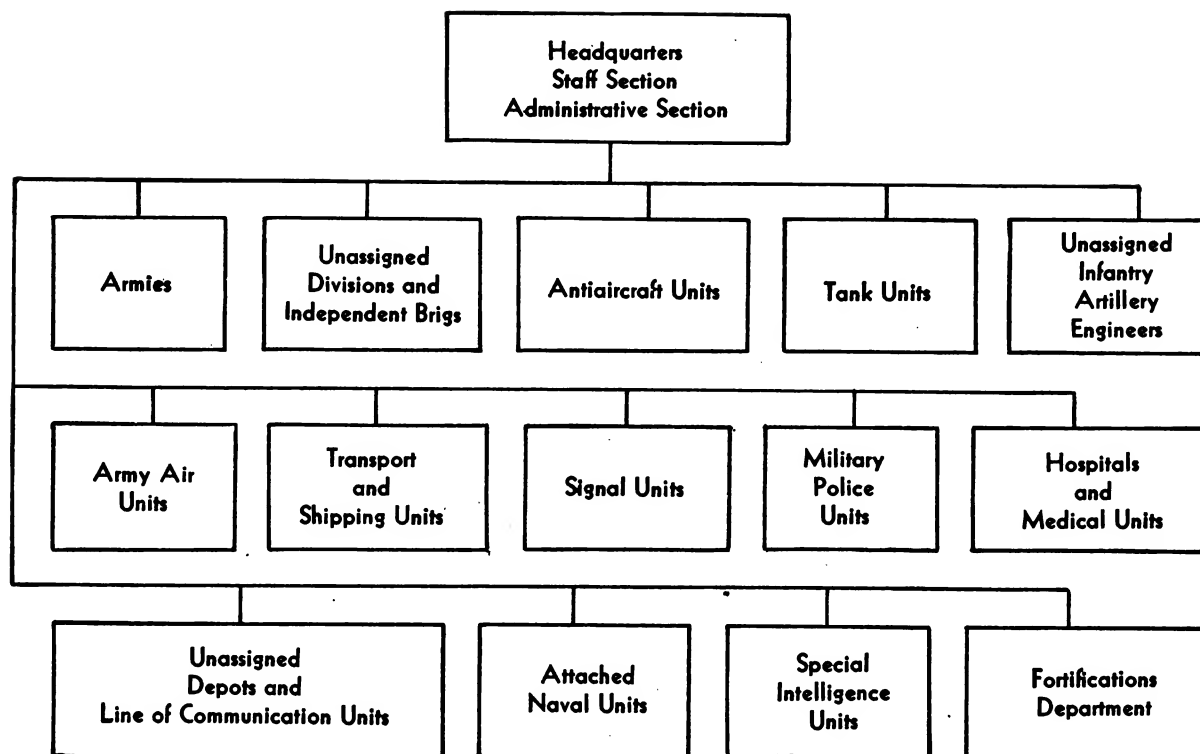 Headquarters
Staff Section
Administrative Section
Armies
Unassigned
Divisions and
Independent Brigs
Antiaircraft Units
Tank Units
Unassigned
Infantry
Artillery
Engineers
Army Air
Units
Transport
and
Shipping Units
Signal Units
Military
Police
Units
Hospitals
and
Medical Units
Unassigned
Depots and
Line of Communication Units
Attached
Naval Units
Special
Intelligence
Units
Fortifications
Department